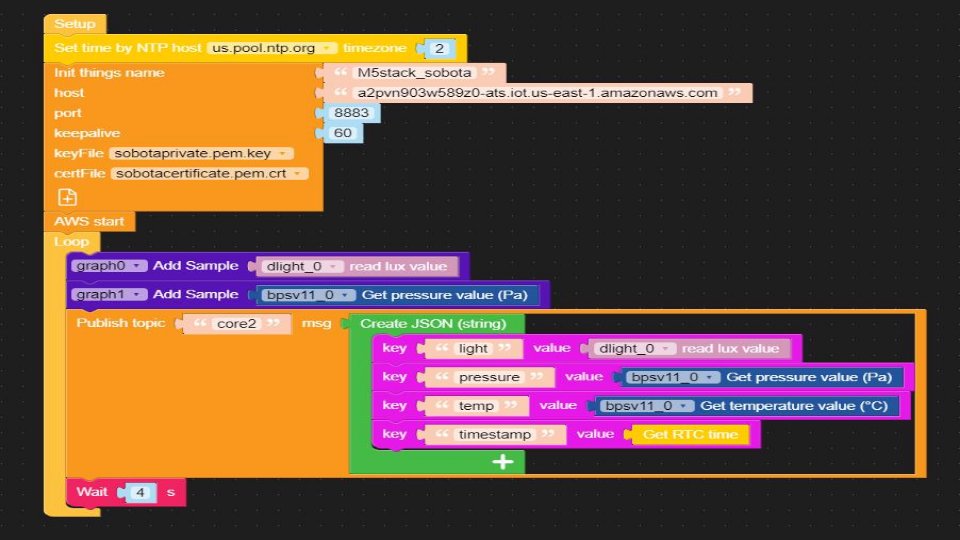 Setup
Set time by NTP host us.pool.ntp.org timezone 2
Init things name “ M5stack_sobota ”
host “ a2pvn903w589z0-ats.iot.us-east-1.amazonaws.com ”
port 8883
keepalive 60
keyFile sobotaprivate.pem.key
certFile sobotacertificate.pem.crt
AWS start
Loop
graph0 Add Sample dlight_0 read lux value
graph1 Add Sample bpsv11_0 Get pressure value (Pa)
Publish topic “ core2 ” msg Create JSON (string)
key “ light ” value dlight_0 read lux value
key “ pressure ” value bpsv11_0 Get pressure value (Pa)
key “ temp ” value bpsv11_0 Get temperature value (°C)
key “ timestamp ” value Get RTC time
+
Wait 4 s